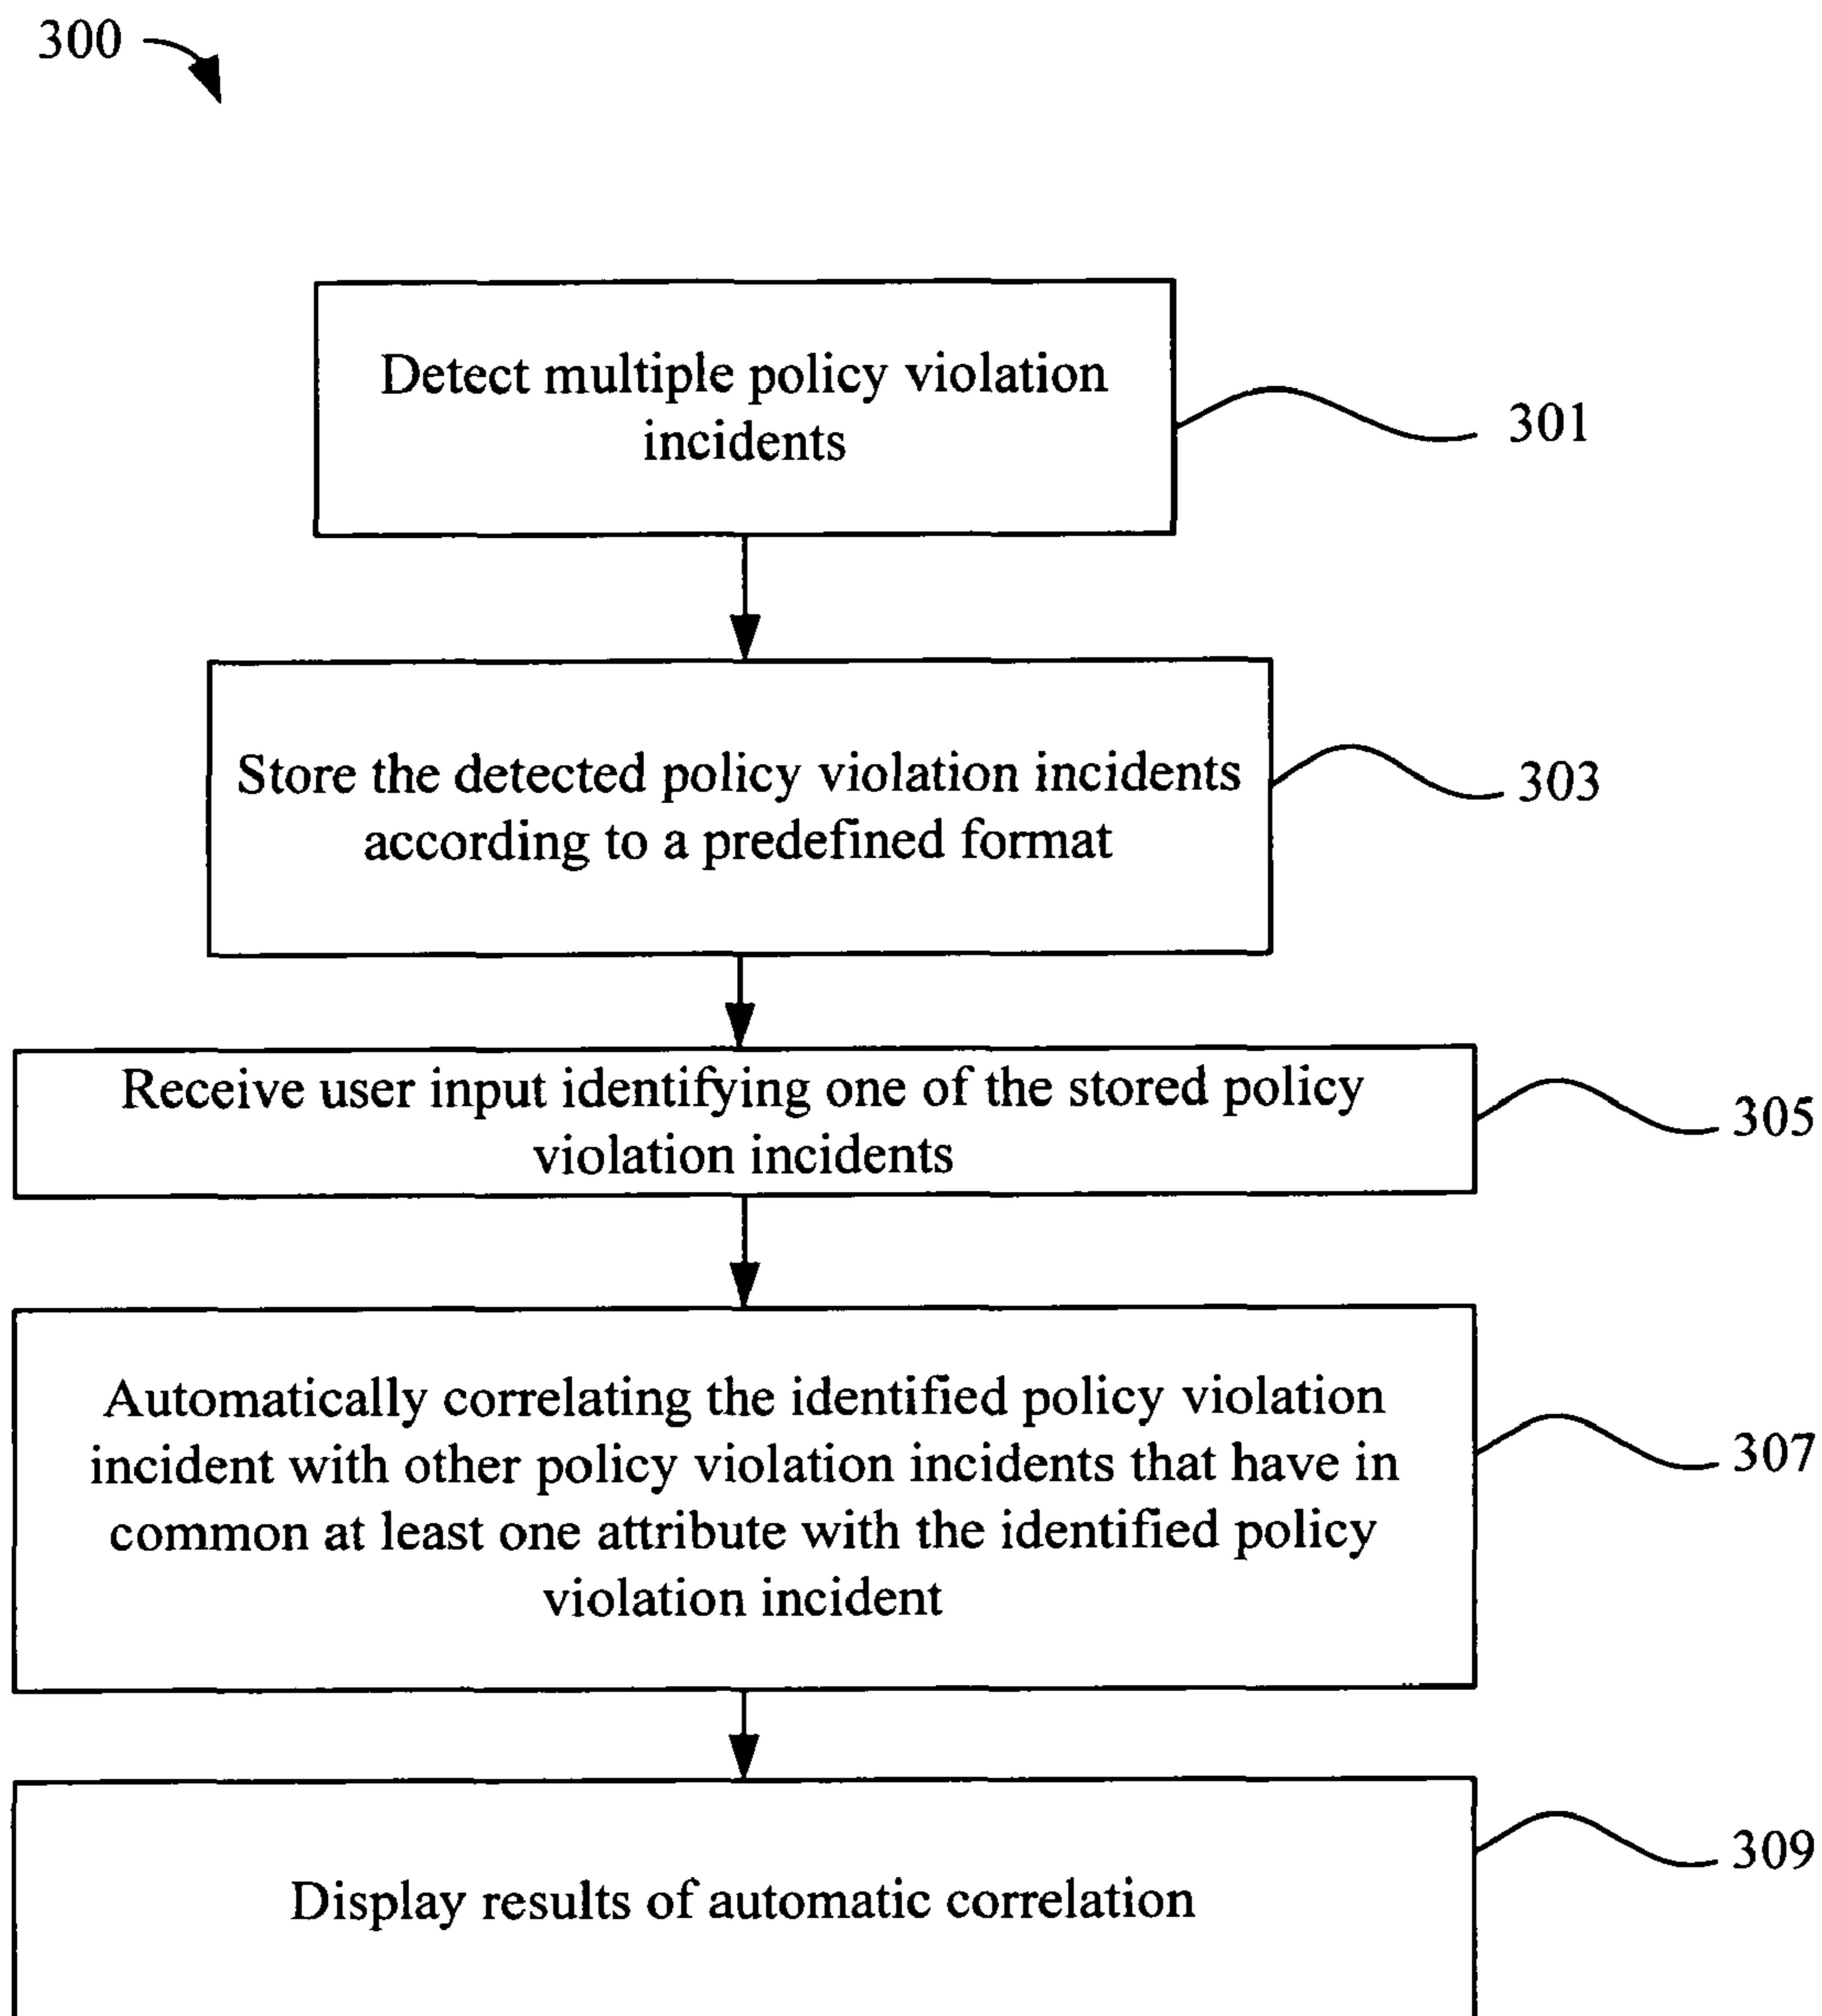 300
Detect multiple policy violation
incidents
301
Store the detected policy violation incidents
according to a predefined format
303
Receive user input identifying one of the stored policy
violation incidents
305
Automatically correlating the identified policy violation
incident with other policy violation incidents that have in
common at least one attribute with the identified policy
violation incident
307
Display results of automatic correlation
309